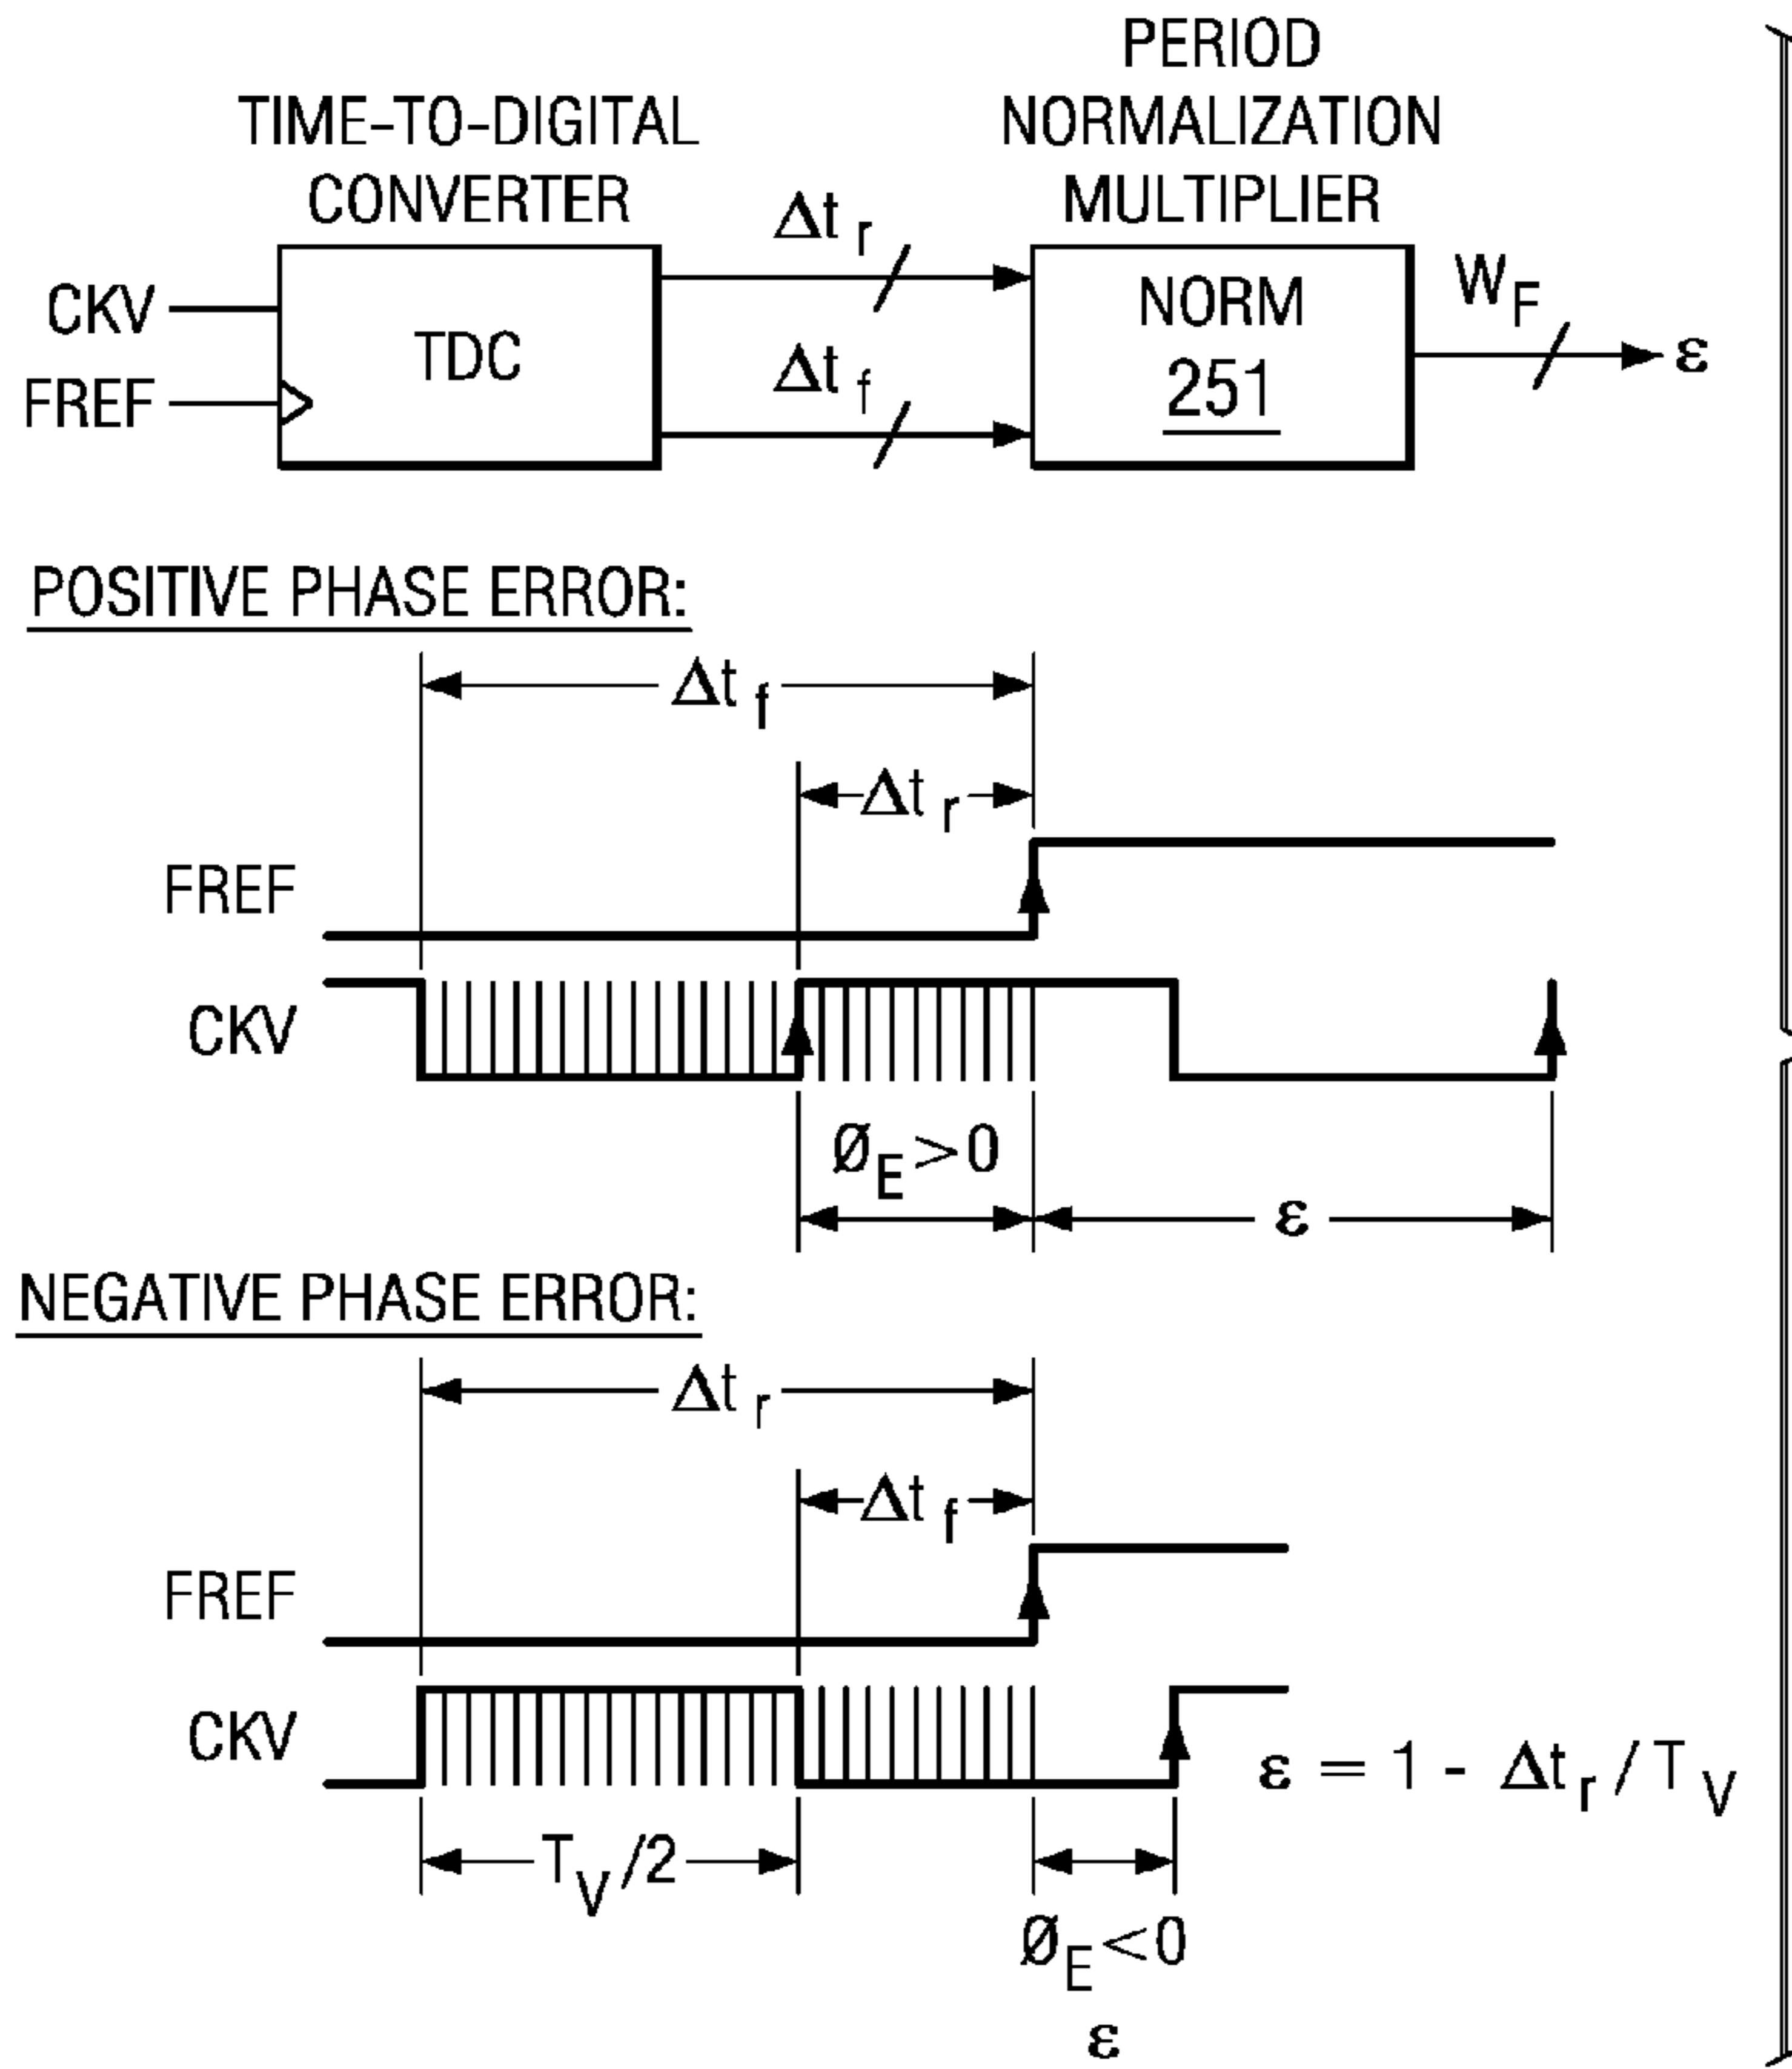 TIME-TO-DIGITAL
CONVERTER
PERIOD
NORMALIZATION
MULTIPLIER
CKV
FREF
TDC
Δt r
Δt f
NORM
251
W F
ε
POSITIVE PHASE ERROR:
Δt f
Δt r
FREF
CKV
Ø E >0
ε
NEGATIVE PHASE ERROR:
Δt r
Δt f
FREF
CKV
ε = 1 - Δt r / T V
T V /2
Ø E <0
ε